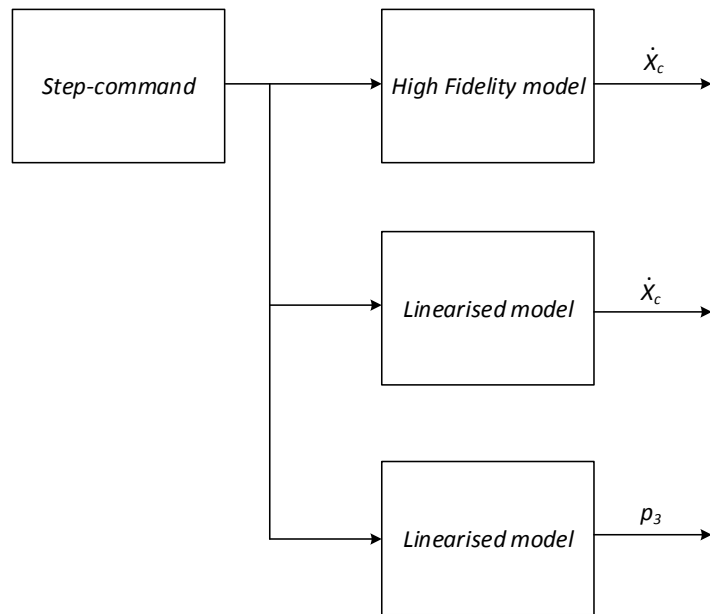 Step-command
High Fidelity model
Ẋc
Linearised model
Ẋc
Linearised model
p3